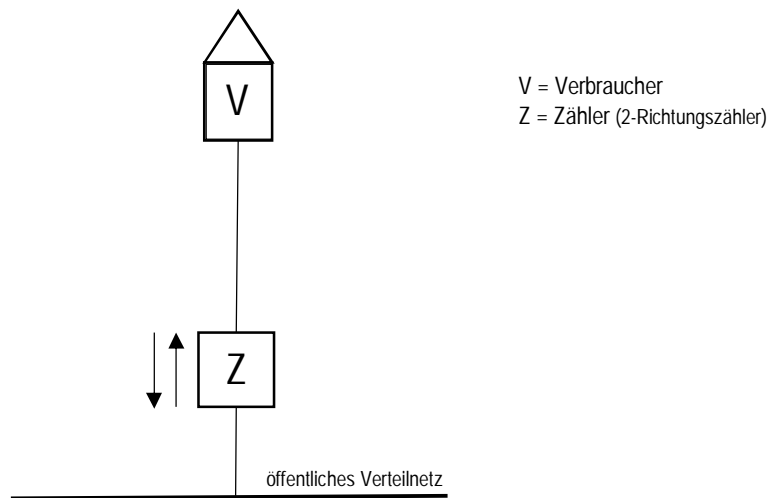 V
V = Verbraucher
Z = Zähler (2-Richtungszähler)
Z
öffentliches Verteilnetz